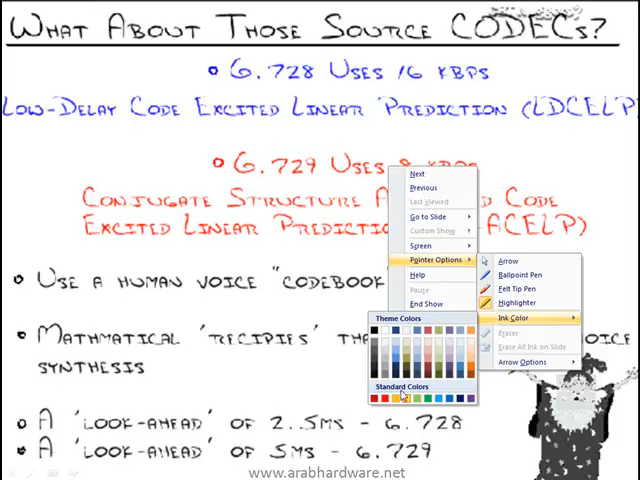 WHAT ABOUT THOSE SOURCE CODECS?
G.728 USES 16 KBPS
LOW-DELAY CODE EXCITED LINEAR PREDICTION (LDCELP)
G.729 USES 8 KBPS
CONJUGATE STRUCTURE A CODE
EXCITED LINEAR PREDICTIO -ACELP)
USE A HUMAN VOICE "CODEBOOK"
MATHMATICAL 'RECIPIES' THA VOICE
SYNTHESIS
A 'LOOK-AHEAD' OF 2..5MS - G.728
A 'LOOK-AHEAD' OF 5MS - G.729
Next
Previous
Last Viewed
Go to Slide
Custom Show
Screen
Pointer Options
Help
Pause
End Show
Arrow
Ballpoint Pen
Felt Tip Pen
Highlighter
Ink Color
Eraser
Erase All Ink on Slide
Arrow Options
Theme Colors
Standard Colors
www.arabhardware.net